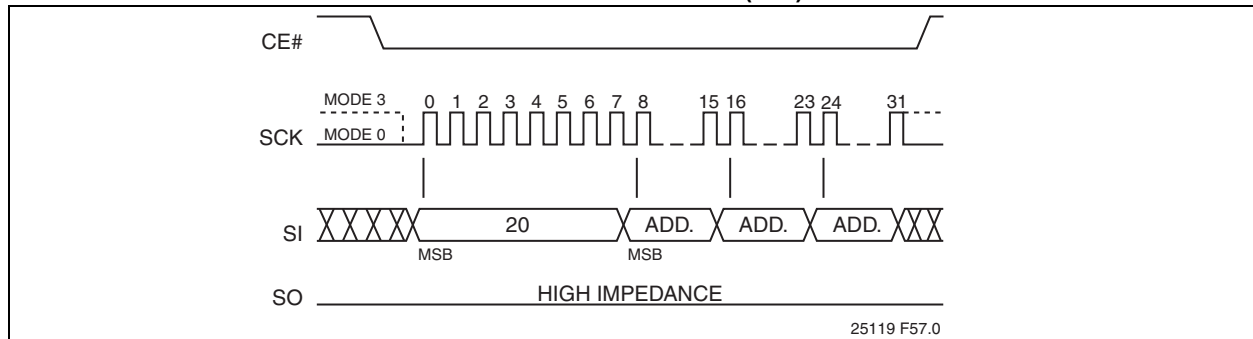 CE#
MODE 3
0 1 2 3 4 5 6 7 8 15 16 23 24 31
SCK
MODE 0
SI
20
ADD.
ADD.
ADD.
MSB
MSB
SO
HIGH IMPEDANCE
25119 F57.0